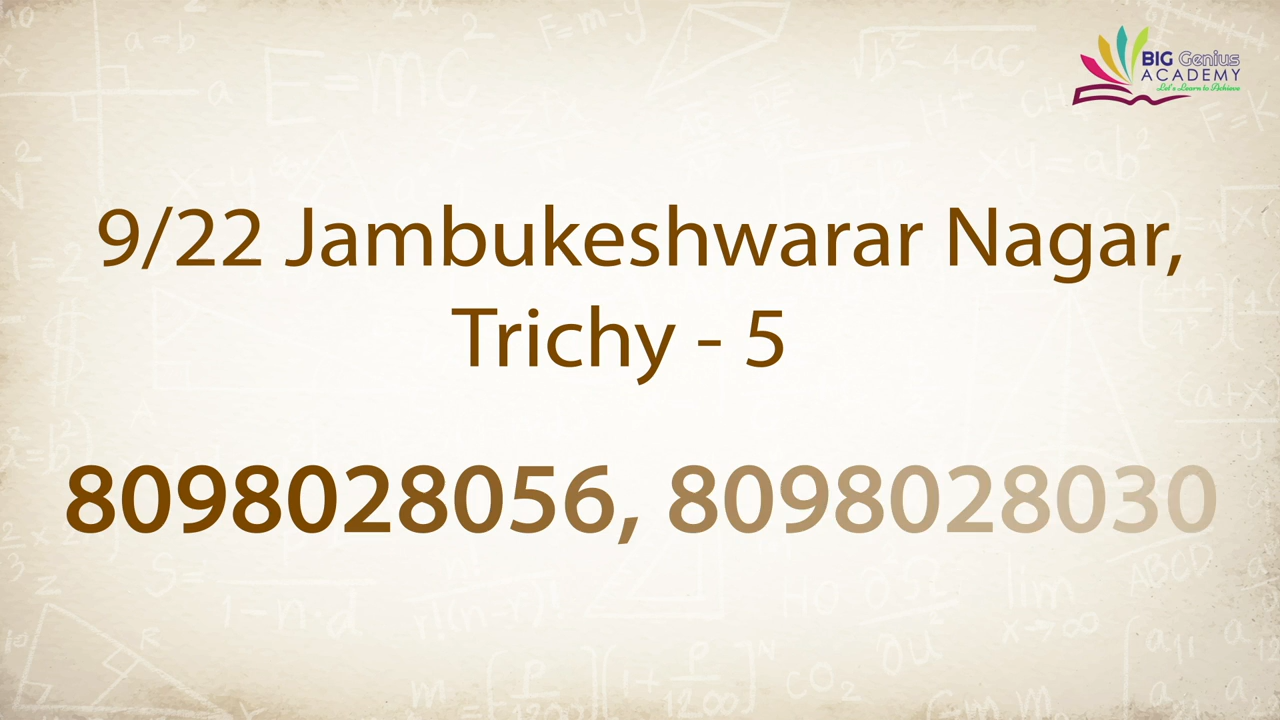 BIG Genius
ACADEMY
Let's Learn to Achieve
9/22 Jambukeshwarar Nagar,
Trichy - 5
8098028056, 8098028030